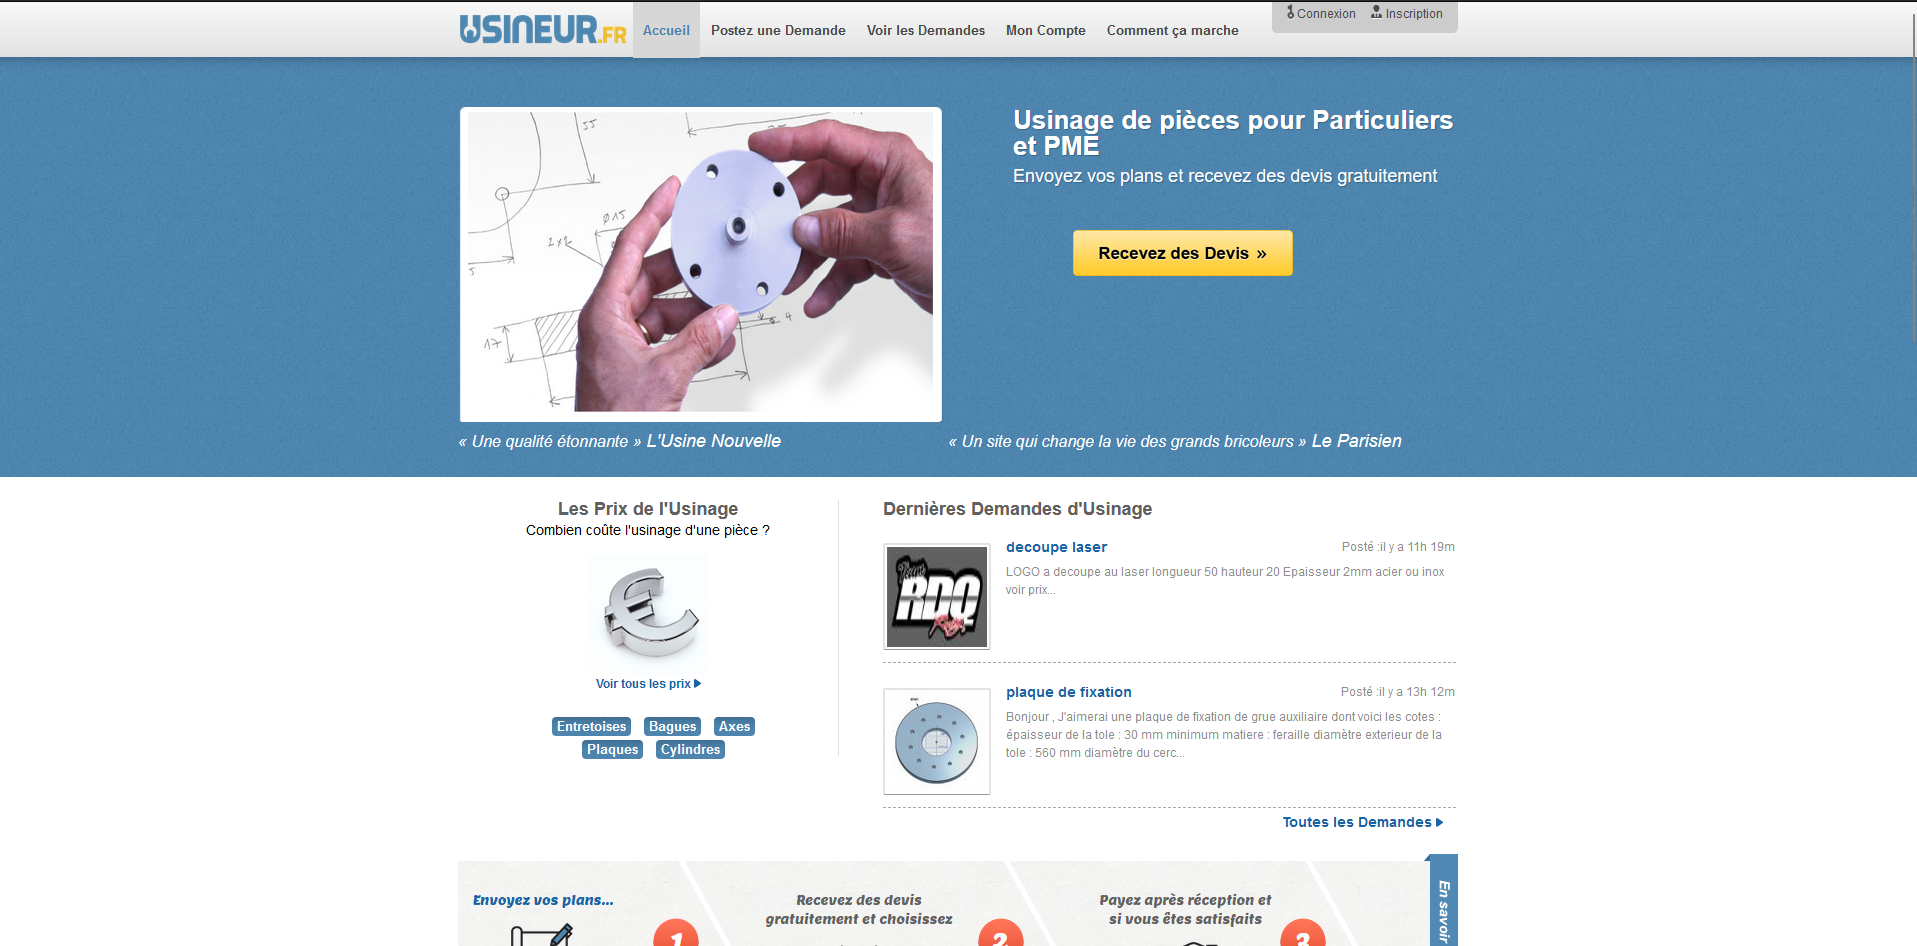 USINEUR.FR
Accueil
Postez une Demande
Voir les Demandes
Mon Compte
Comment ça marche
Connexion
Inscription
55
Ø15
2x2
5
17
4
Usinage de pièces pour Particuliers
et PME
Envoyez vos plans et recevez des devis gratuitement
Recevez des Devis »
« Une qualité étonnante » L'Usine Nouvelle
« Un site qui change la vie des grands bricoleurs » Le Parisien
Les Prix de l'Usinage
Combien coûte l'usinage d'une pièce ?
€
Voir tous les prix
Entretoises
Bagues
Axes
Plaques
Cylindres
Dernières Demandes d'Usinage
RDQ
decoupe laser
Posté :il y a 11h 19m
LOGO a decoupe au laser longueur 50 hauteur 20 Epaisseur 2mm acier ou inox
voir prix...
plaque de fixation
Posté :il y a 13h 12m
Bonjour , J'aimerai une plaque de fixation de grue auxiliaire dont voici les cotes :
épaisseur de la tole : 30 mm minimum matiere : feraille diamètre exterieur de la
tole : 560 mm diamètre du cerc...
Toutes les Demandes
Envoyez vos plans...
1
Recevez des devis
gratuitement et choisissez
2
Payez après réception et
si vous êtes satisfaits
3
En savoir